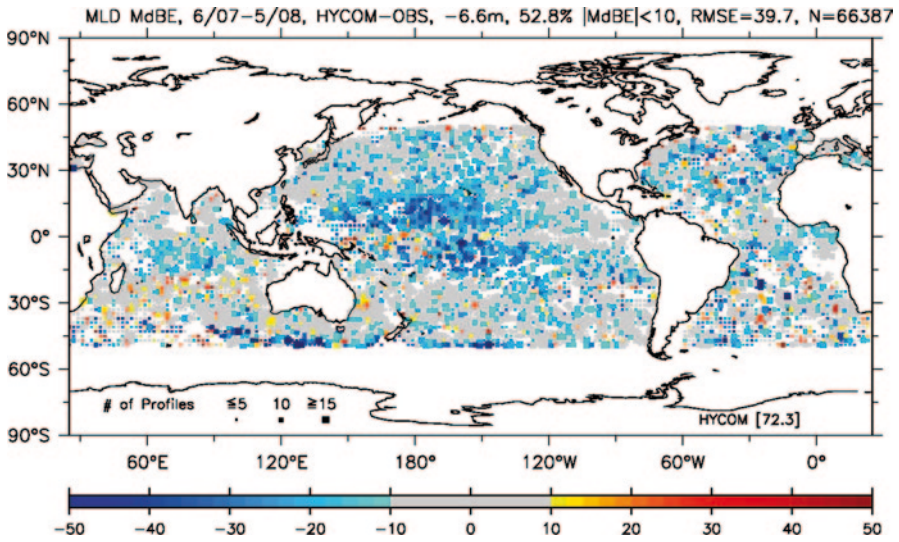 MLD MdBE, 6/07-5/08, HYCOM-OBS, -6.6m, 52.8% |MdBE|<10, RMSE=39.7, N=66387
90°N
60°N
30°N
0°
30°S
60°S
90°S
# of Profiles ≦5 10 ≧15
HYCOM [72.3]
60°E 120°E 180° 120°W 60°W 0°
-50 -40 -30 -20 -10 0 10 20 30 40 50